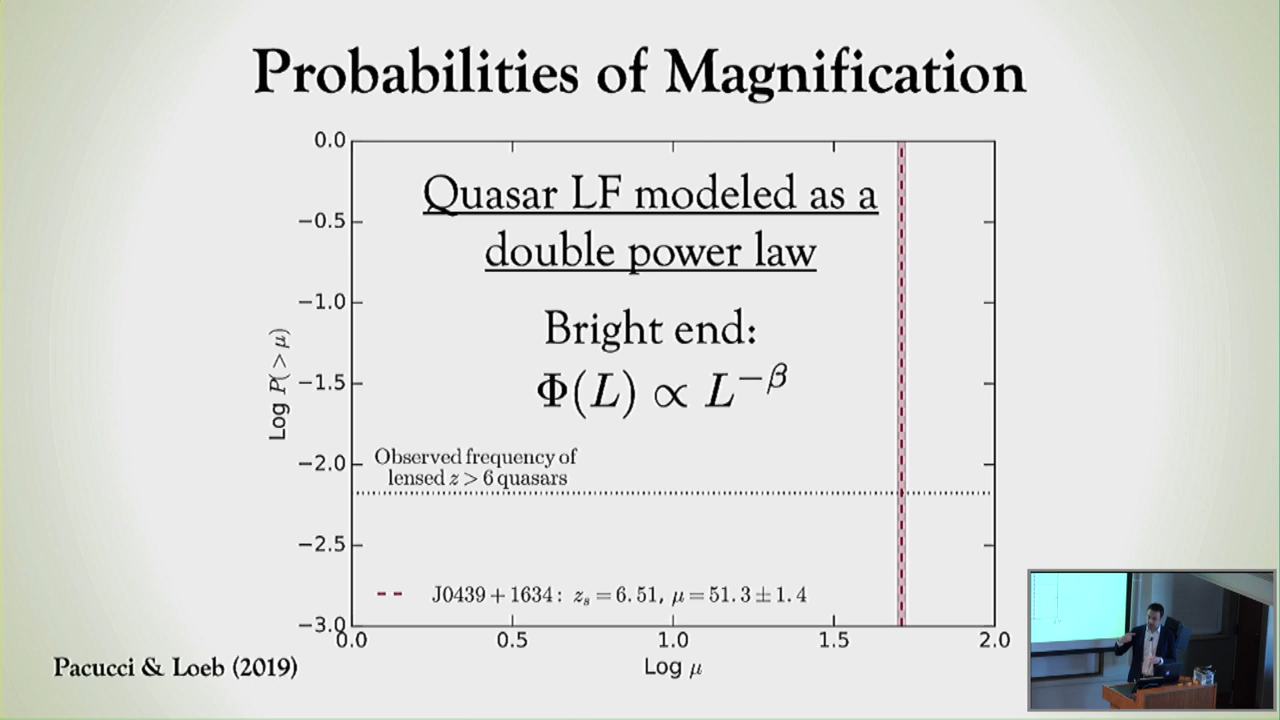 Probabilities of Magnification
0.0
−0.5
−1.0
−1.5
−2.0
−2.5
−3.0
Log P(> μ)
Quasar LF modeled as a
double power law
Bright end:
Φ(L) ∝ L^{−β}
Observed frequency of
lensed z > 6 quasars
J0439 + 1634: z_s = 6.51, μ = 51.3 ± 1.4
0.0 0.5 1.0 1.5 2.0
Log μ
Pacucci & Loeb (2019)